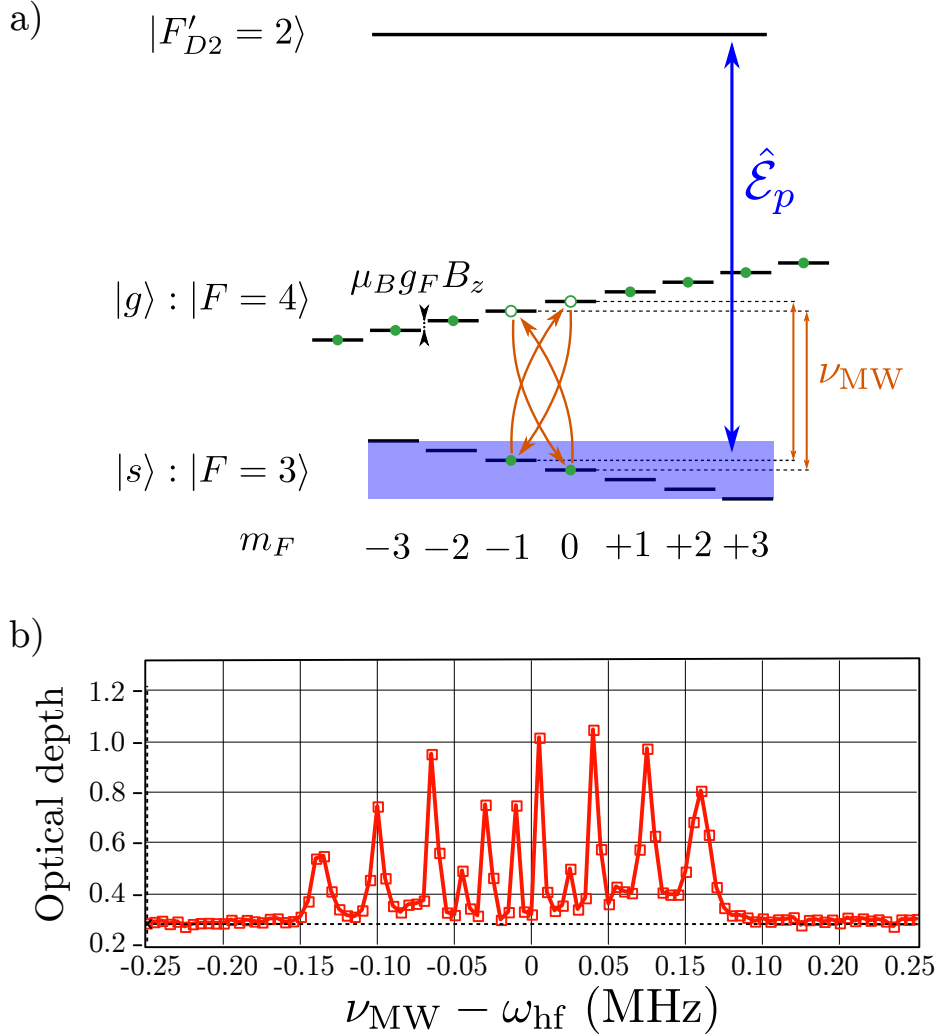 a)
|F′_{D2} = 2⟩
\hat{ℰ}_p
μ_B g_F B_z
|g⟩ : |F = 4⟩
ν_MW
|s⟩ : |F = 3⟩
m_F −3 −2 −1 0 +1 +2 +3
b)
Optical depth
1.2
1.0
0.8
0.6
0.4
0.2
-0.25 -0.20 -0.15 -0.10 -0.05 0 0.05 0.15 0.10 0.20 0.25
ν_MW − ω_hf (MHz)